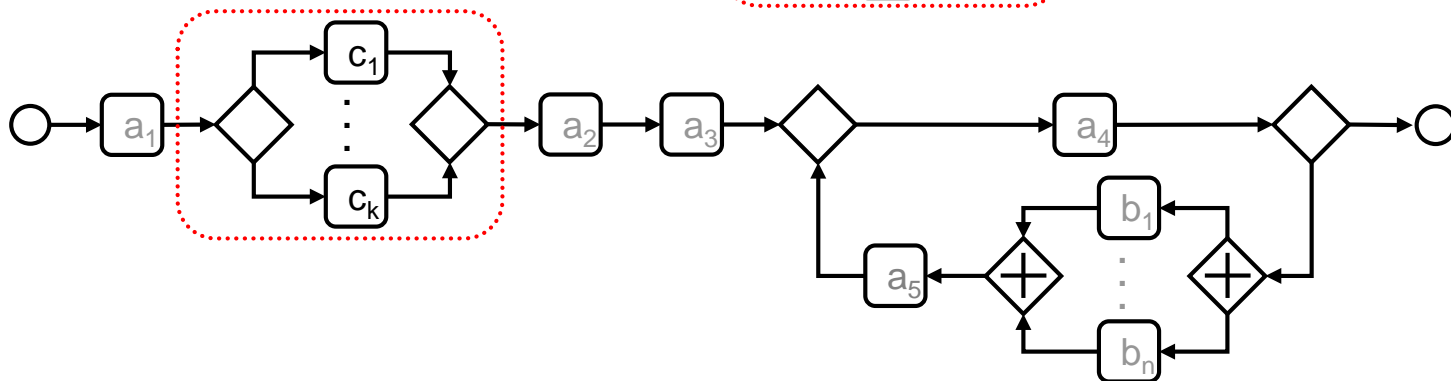 c₁
a₁
a₂
a₃
a₄
cₖ
b₁
a₅
bₙ